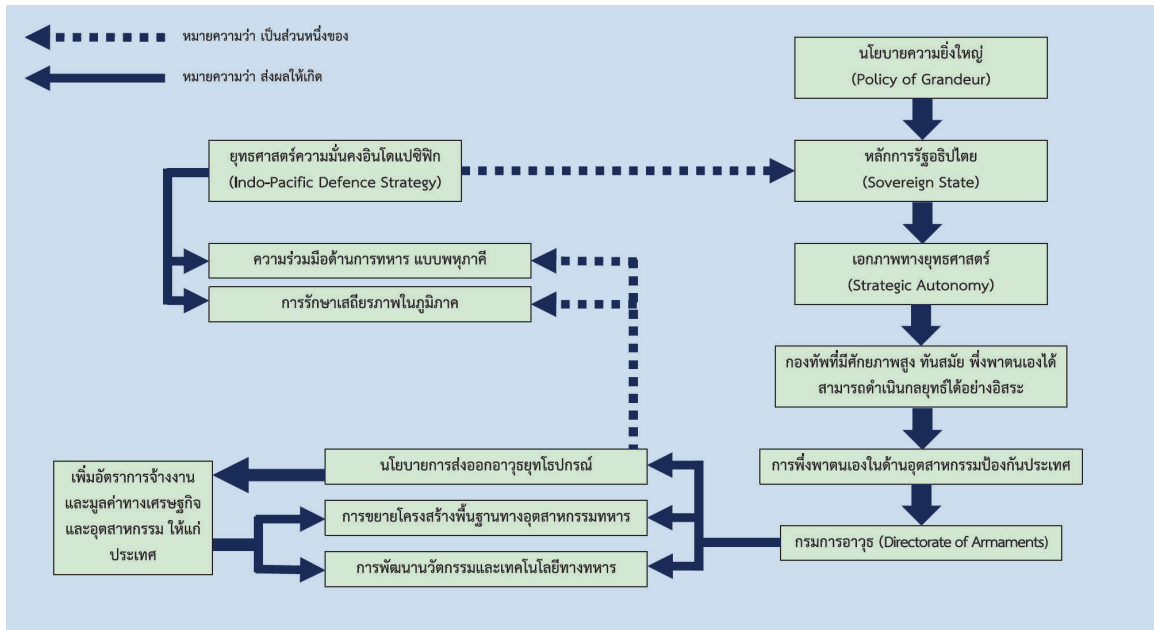 หมายความว่า เป็นส่วนหนึ่งของ
หมายความว่า ส่งผลให้เกิด
นโยบายความยิ่งใหญ่
(Policy of Grandeur)
ยุทธศาสตร์ความมั่นคงอินโดแปซิฟิก
(Indo-Pacific Defence Strategy)
หลักการรัฐอธิปไตย
(Sovereign State)
ความร่วมมือด้านการทหาร แบบพหุภาคี
การรักษาเสถียรภาพในภูมิภาค
เอกภาพทางยุทธศาสตร์
(Strategic Autonomy)
กองทัพที่มีศักยภาพสูง ทันสมัย พึ่งพาตนเองได้
สามารถดำเนินกลยุทธ์ได้อย่างอิสระ
การพึ่งพาตนเองในด้านอุตสาหกรรมป้องกันประเทศ
กรมการอาวุธ (Directorate of Armaments)
นโยบายการส่งออกอาวุธยุทโธปกรณ์
การขยายโครงสร้างพื้นฐานทางอุตสาหกรรมทหาร
การพัฒนานวัตกรรมและเทคโนโลยีทางทหาร
เพิ่มอัตราการจ้างงาน
และมูลค่าทางเศรษฐกิจ
และอุตสาหกรรม ให้แก่
ประเทศ